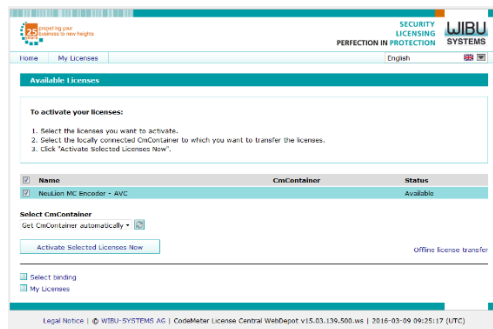 25 propelling your
business to new heights
SECURITY
LICENSING
PERFECTION IN PROTECTION
WIBU
SYSTEMS
Home My Licenses English
Available Licenses
To activate your licenses:
1. Select the licenses you want to activate.
2. Select the locally connected CmContainer to which you want to transfer the licenses.
3. Click "Activate Selected Licenses Now".
Name CmContainer Status
NeuLion MC Encoder - AVC Available
Select CmContainer
Get CmContainer automatically
Activate Selected Licenses Now Offline license transfer
Select binding
My Licenses
Legal Notice | © WIBU-SYSTEMS AG | CodeMeter License Central WebDepot v15.03.139.500.ws | 2016-03-09 09:25:17 (UTC)